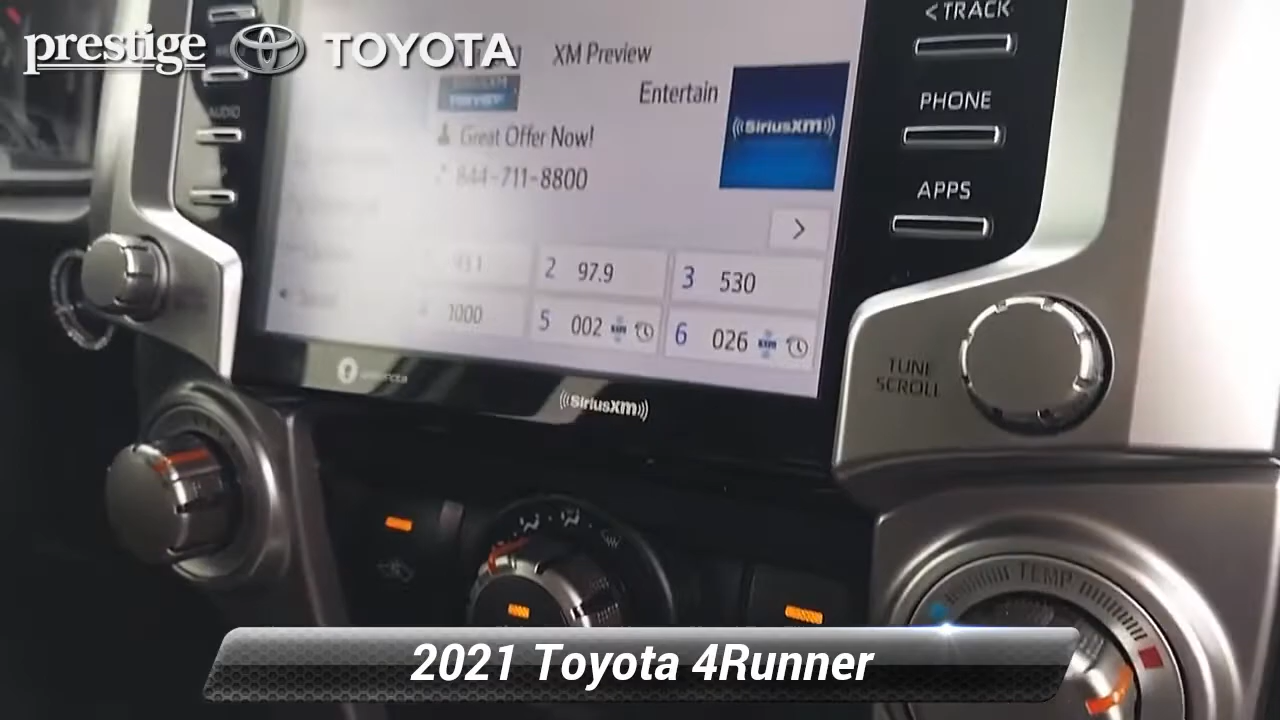 prestige TOYOTA
< TRACK
XM Preview
Entertain
((SiriusXM))
PHONE
AUDIO
Great Offer Now!
844-711-8800
APPS
>
2 97.9
3 530
1000
5 002
6 026
TUNE
SCROLL
((SiriusXM))
TEMP
2021 Toyota 4Runner